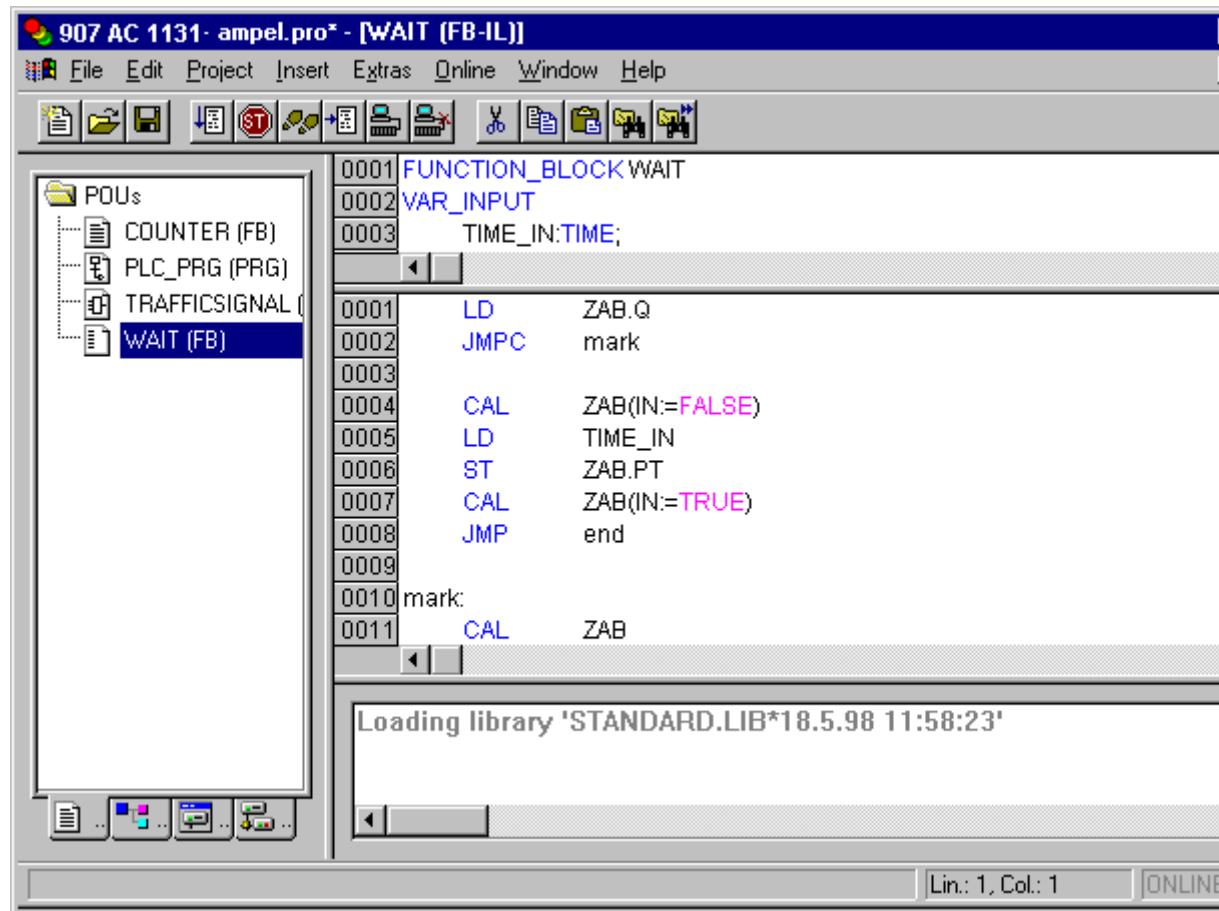 907 AC 1131- ampel.pro* - [WAIT (FB-IL)]
File Edit Project Insert Extras Online Window Help
ST
POUs
COUNTER (FB)
PLC_PRG (PRG)
TRAFFICSIGNAL (
WAIT (FB)
0001 FUNCTION_BLOCK WAIT
0002 VAR_INPUT
0003 TIME_IN:TIME;
0001 LD ZAB.Q
0002 JMPC mark
0003
0004 CAL ZAB(IN:=FALSE)
0005 LD TIME_IN
0006 ST ZAB.PT
0007 CAL ZAB(IN:=TRUE)
0008 JMP end
0009
0010 mark:
0011 CAL ZAB
Loading library 'STANDARD.LIB*18.5.98 11:58:23'
.. .. .. ..
Lin.: 1, Col.: 1 ONLINE